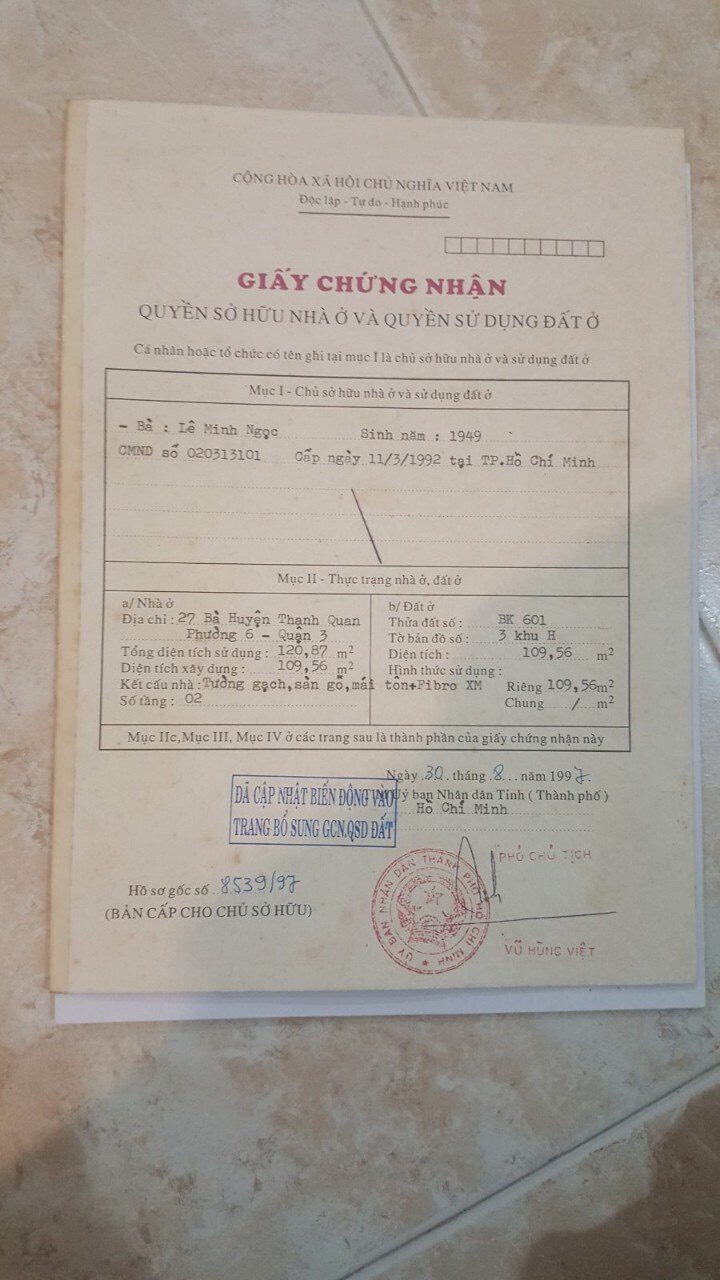 CỘNG HÒA XÃ HỘI CHỦ NGHĨA VIỆT NAM
Độc lập - Tự do - Hạnh phúc
GIẤY CHỨNG NHẬN
QUYỀN SỞ HỮU NHÀ Ở VÀ QUYỀN SỬ DỤNG ĐẤT Ở
Cá nhân hoặc tổ chức có tên ghi tại mục I là chủ sở hữu nhà ở và sử dụng đất ở
Mục I - Chủ sở hữu nhà ở và sử dụng đất ở
- Bà : Lê Minh Ngọc Sinh năm : 1949
CMND số 020313101 Cấp ngày 11/3/1992 tại TP.Hồ Chí Minh
Mục II - Thực trạng nhà ở, đất ở
a/ Nhà ở
Địa chỉ : 27 Bà Huyện Thanh Quan
Phường 6 - Quận 3
Tổng diện tích sử dụng : 120,87 m²
Diện tích xây dựng : 109,56 m²
Kết cấu nhà : Tường gạch, sàn gỗ, mái tôn+Fibro XM
Số tầng : 02
b/ Đất ở
Thửa đất số : BK 601
Tờ bản đồ số : 3 khu H
Diện tích : 109,56 m²
Hình thức sử dụng :
Riêng 109,56m²
Chung / m²
Mục IIc, Mục III, Mục IV ở các trang sau là thành phần của giấy chứng nhận này
Ngày 30 tháng 8 năm 1997.
Uỷ ban Nhân dân Tỉnh ( Thành phố )
Hồ Chí Minh
ĐÃ CẬP NHẬT BIẾN ĐỘNG VÀO
TRANG BỔ SUNG GCN.QSD ĐẤT
PHÓ CHỦ TỊCH
ỦY BAN NHÂN DÂN THÀNH PHỐ HỒ CHÍ MINH
Hồ sơ gốc số 8539/97
(BẢN CẤP CHO CHỦ SỞ HỮU)
VŨ HÙNG VIỆT